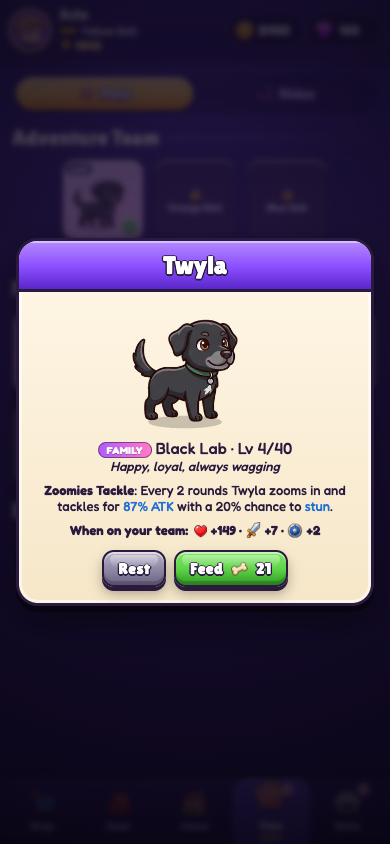 Adventure Team
Twyla
FAMILY Black Lab · Lv 4/40
Happy, loyal, always wagging
Zoomies Tackle: Every 2 rounds Twyla zooms in and
tackles for 87% ATK with a 20% chance to stun.
When on your team: +149 · +7 · +2
Rest
Feed 21